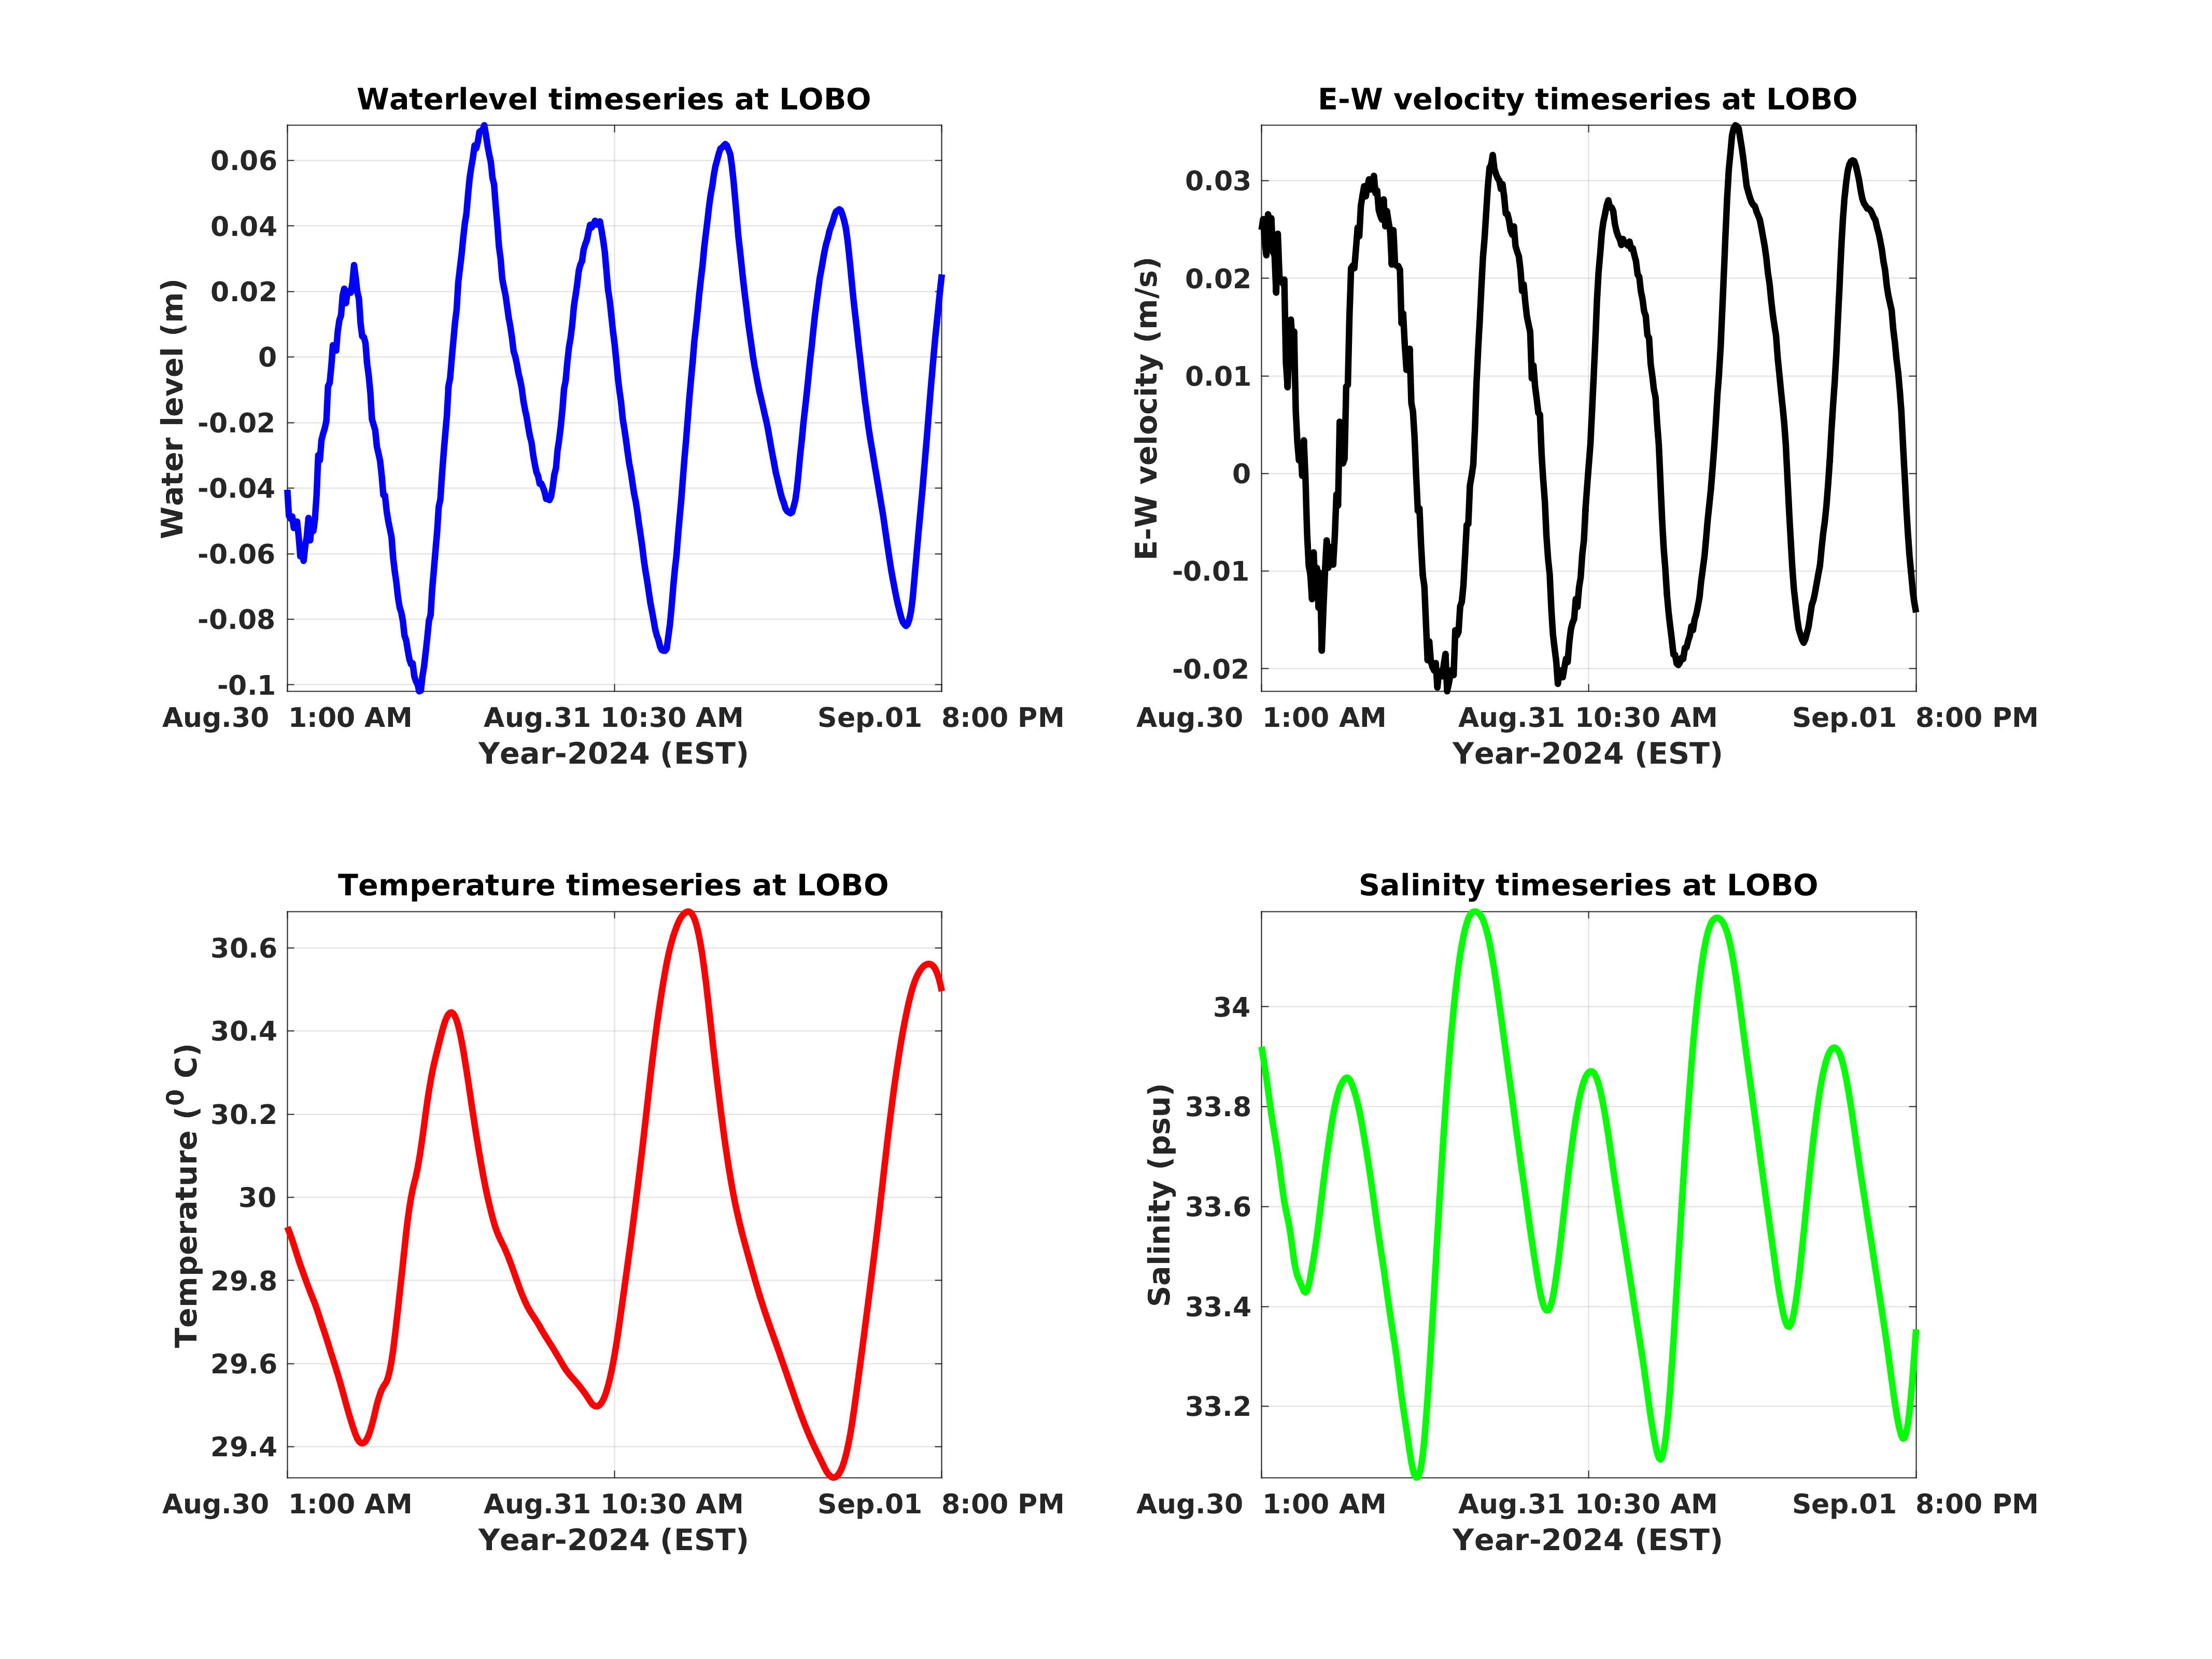 Waterlevel timeseries at LOBO
0.06
0.04
0.02
0
-0.02
-0.04
-0.06
-0.08
-0.1
Water level (m)
Aug.30 1:00 AM Aug.31 10:30 AM Sep.01 8:00 PM
Year-2024 (EST)
E-W velocity timeseries at LOBO
0.03
0.02
0.01
0
-0.01
-0.02
E-W velocity (m/s)
Aug.30 1:00 AM Aug.31 10:30 AM Sep.01 8:00 PM
Year-2024 (EST)
Temperature timeseries at LOBO
30.6
30.4
30.2
30
29.8
29.6
29.4
Temperature (⁰ C)
Aug.30 1:00 AM Aug.31 10:30 AM Sep.01 8:00 PM
Year-2024 (EST)
Salinity timeseries at LOBO
34
33.8
33.6
33.4
33.2
Salinity (psu)
Aug.30 1:00 AM Aug.31 10:30 AM Sep.01 8:00 PM
Year-2024 (EST)